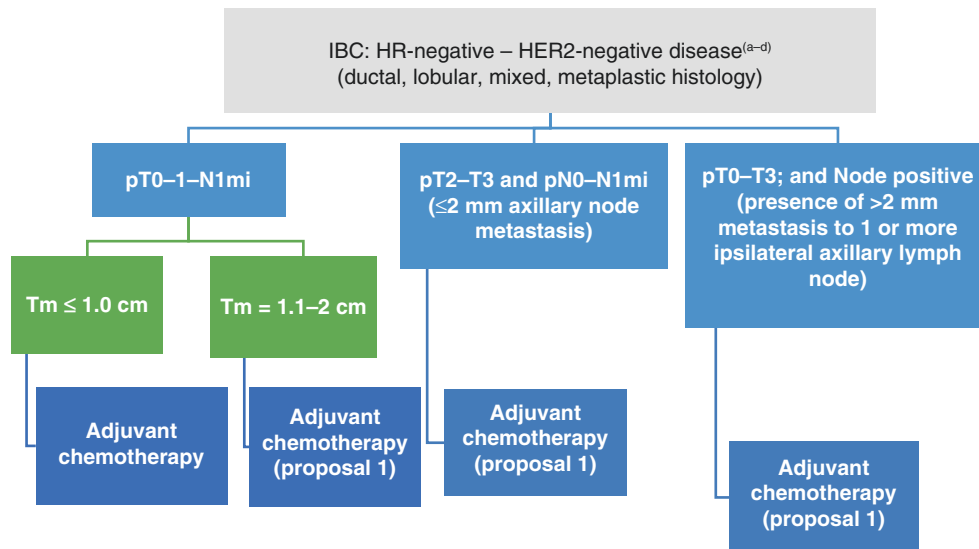 IBC: HR-negative – HER2-negative disease(a–d)
(ductal, lobular, mixed, metaplastic histology)
pT0–1–N1mi
pT2–T3 and pN0–N1mi
(≤2 mm axillary node
metastasis)
pT0–T3; and Node positive
(presence of >2 mm
metastasis to 1 or more
ipsilateral axillary lymph
node)
Tm ≤ 1.0 cm
Tm = 1.1–2 cm
Adjuvant
chemotherapy
Adjuvant
chemotherapy
(proposal 1)
Adjuvant
chemotherapy
(proposal 1)
Adjuvant
chemotherapy
(proposal 1)